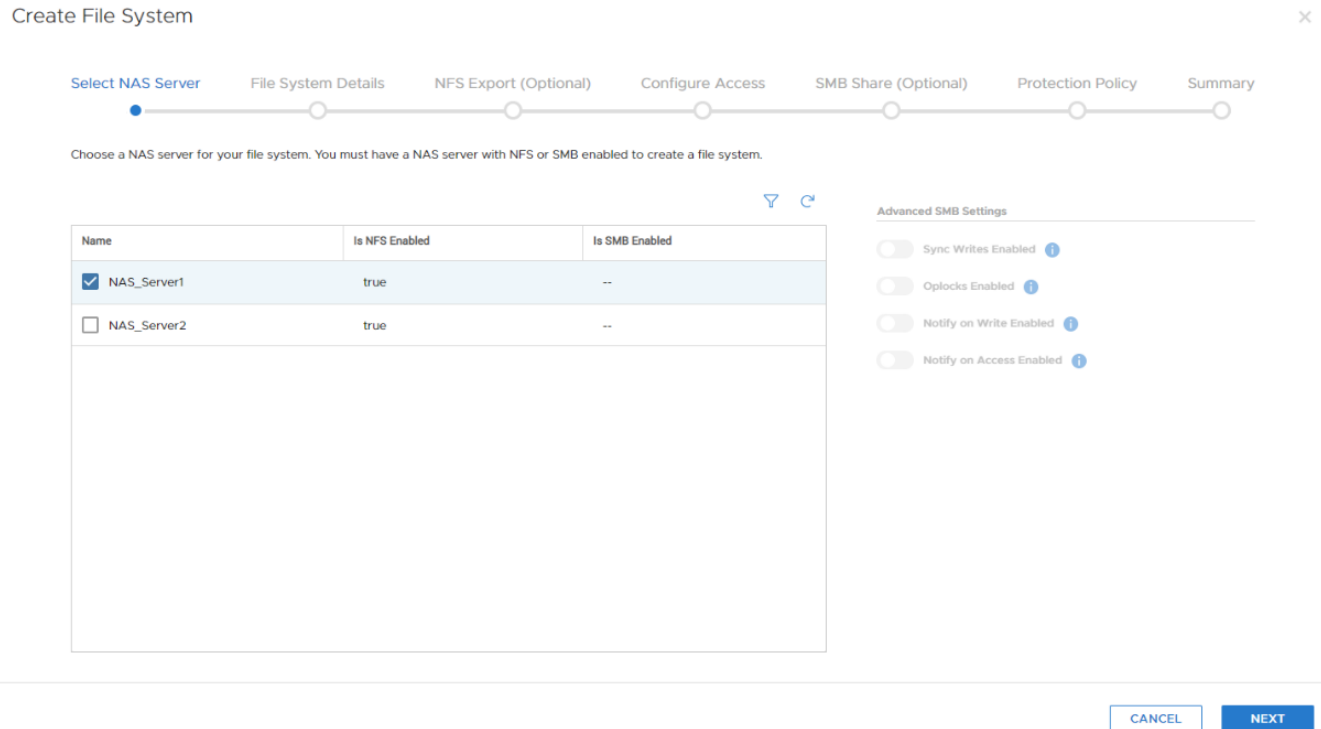 Create File System
Select NAS Server File System Details NFS Export (Optional) Configure Access SMB Share (Optional) Protection Policy Summary
Choose a NAS server for your file system. You must have a NAS server with NFS or SMB enabled to create a file system.
Advanced SMB Settings
Name Is NFS Enabled Is SMB Enabled
Sync Writes Enabled
NAS_Server1 true --
Oplocks Enabled
NAS_Server2 true --
Notify on Write Enabled
Notify on Access Enabled
CANCEL NEXT